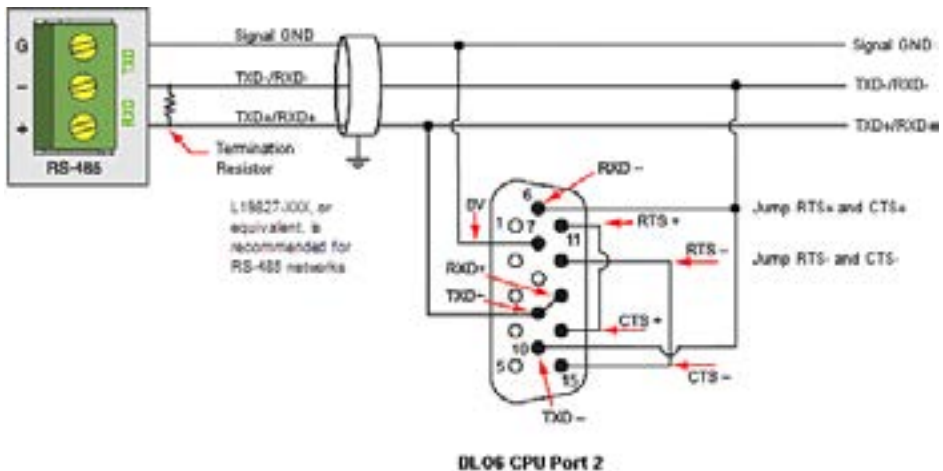 G
Signal GND
Signal GND
TXD
−
TXD-/RXD-
TXD-/RXD-
RXD
+
TXD+/RXD+
TXD+/RXD+
RS-485
Termination
Resistor
L19827-XXX, or
equivalent, is
recommended for
RS-485 networks
RXD −
6
0V
1
7
11
RTS +
Jump RTS+ and CTS+
RTS −
Jump RTS- and CTS-
RXD+
TXD+
CTS +
10
5
15
CTS −
TXD −
DL06 CPU Port 2